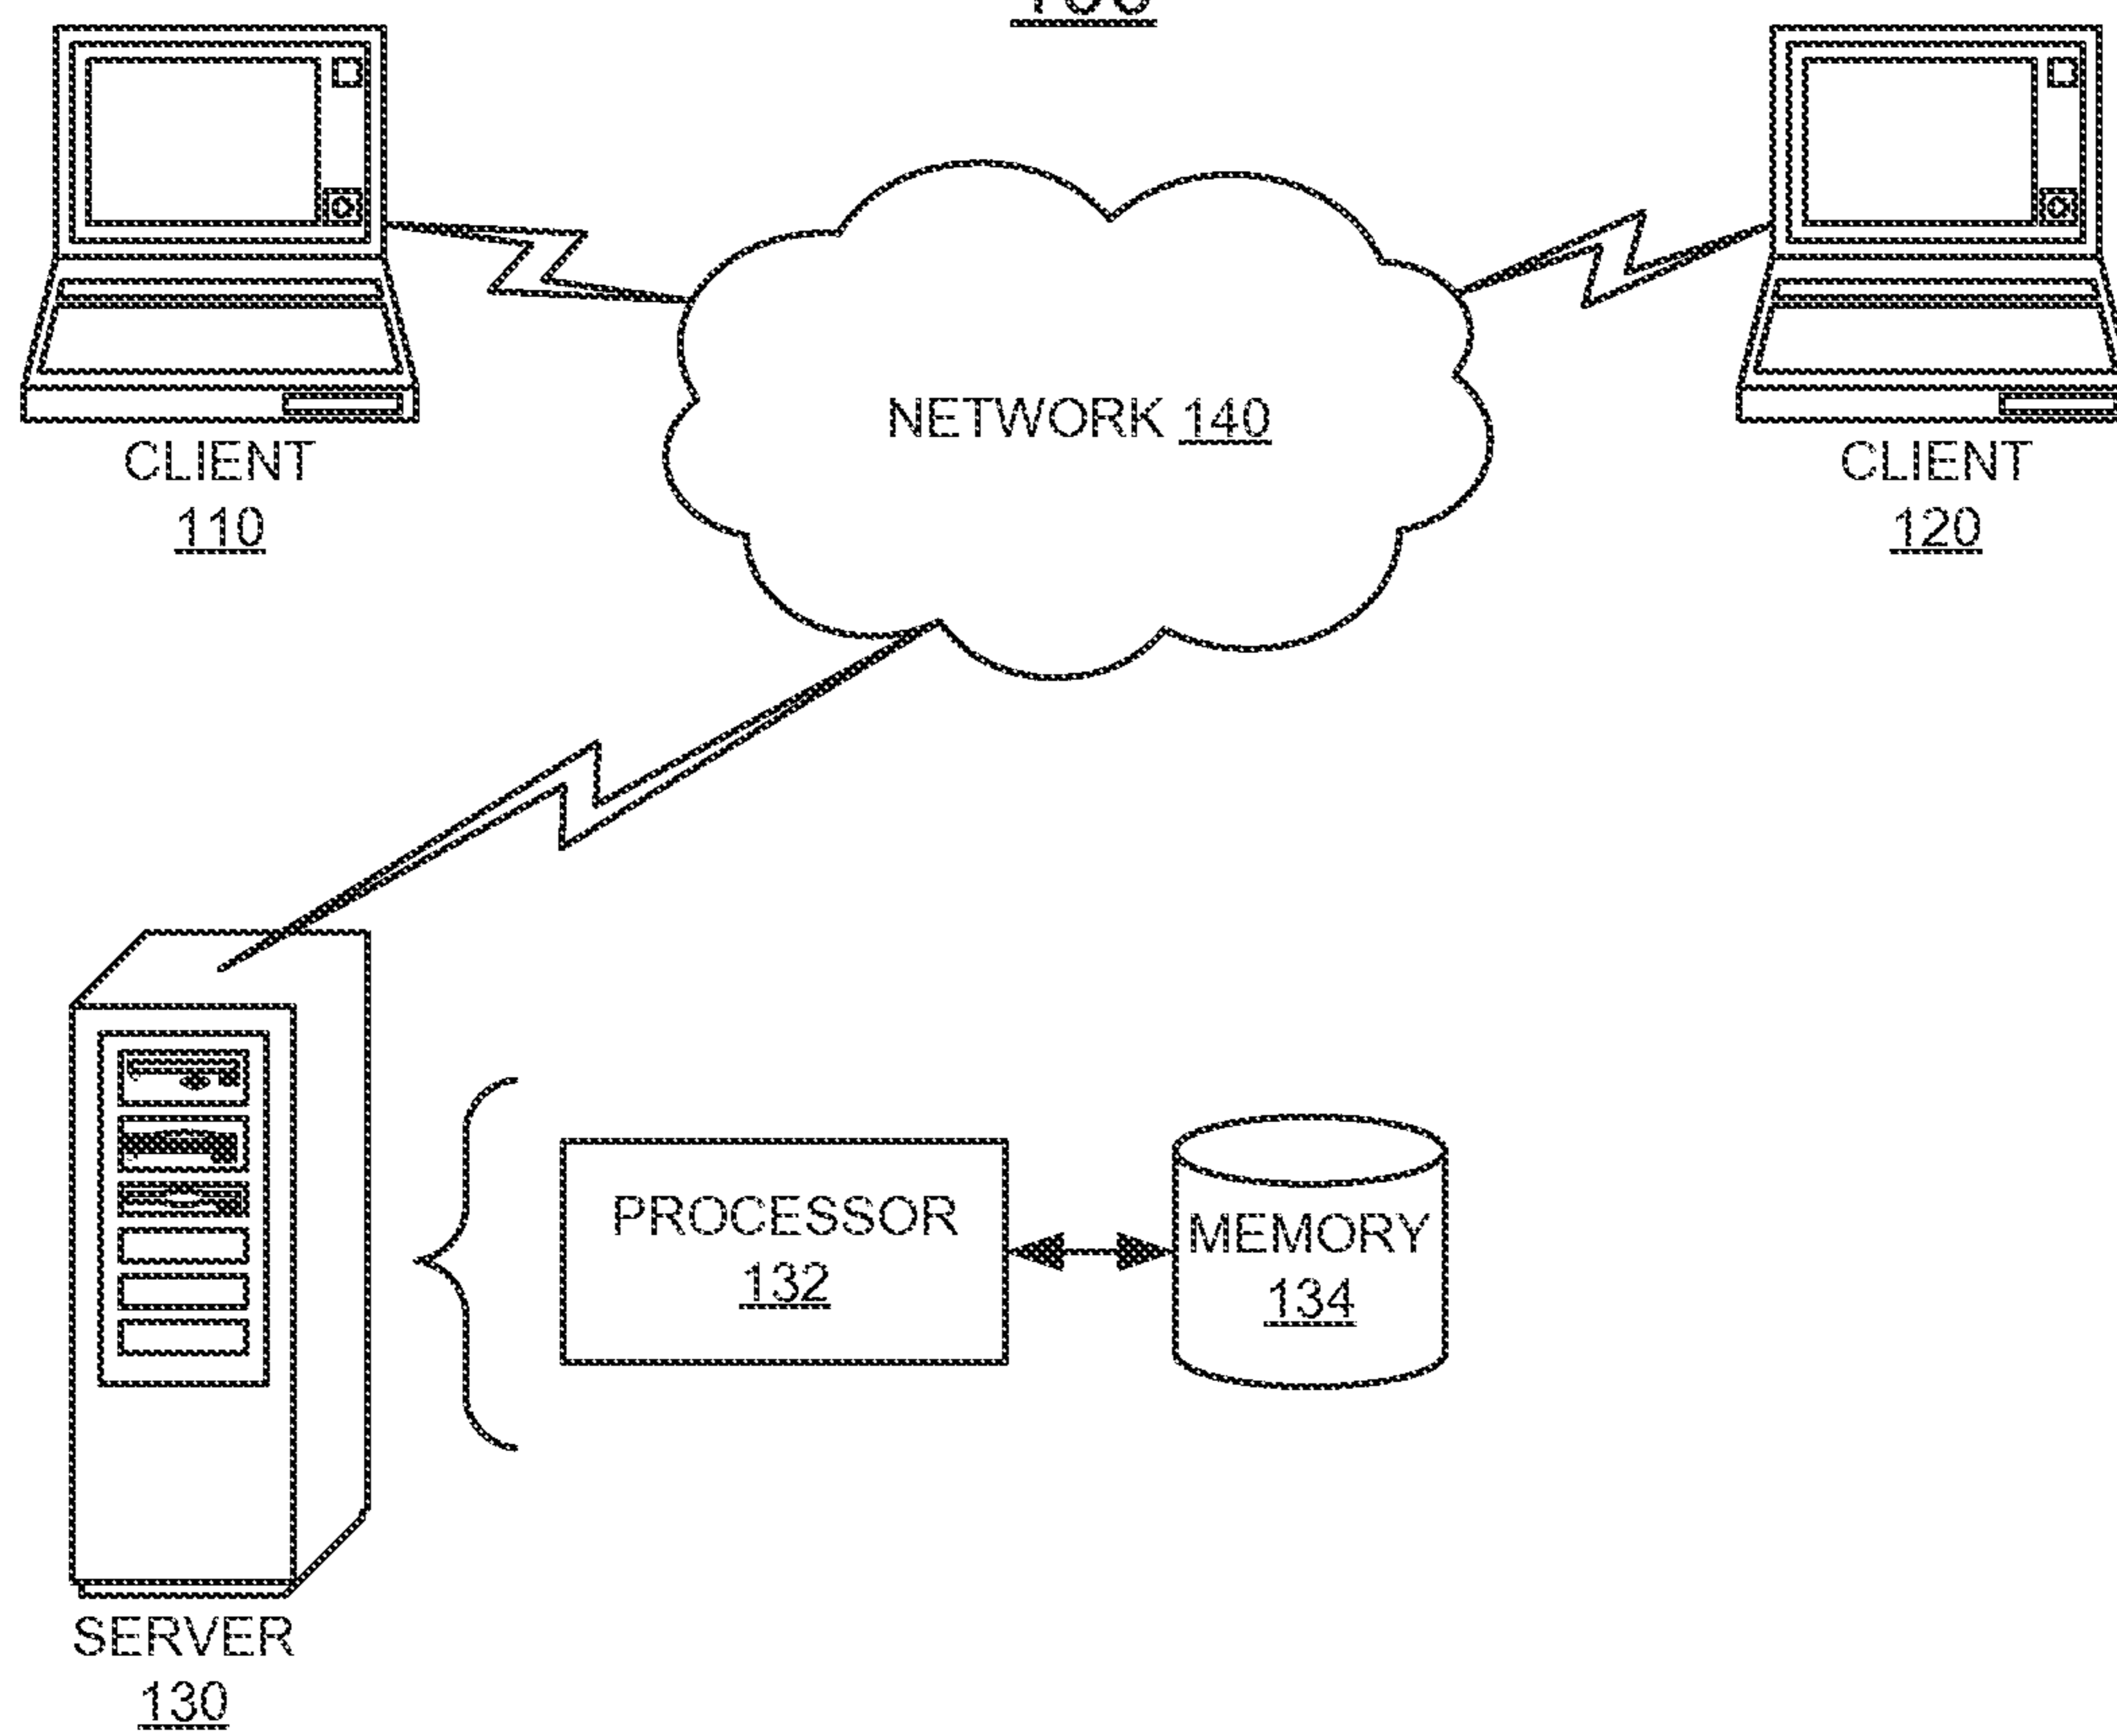 CLIENT
110
NETWORK 140
CLIENT
120
PROCESSOR
132
MEMORY
134
SERVER
130